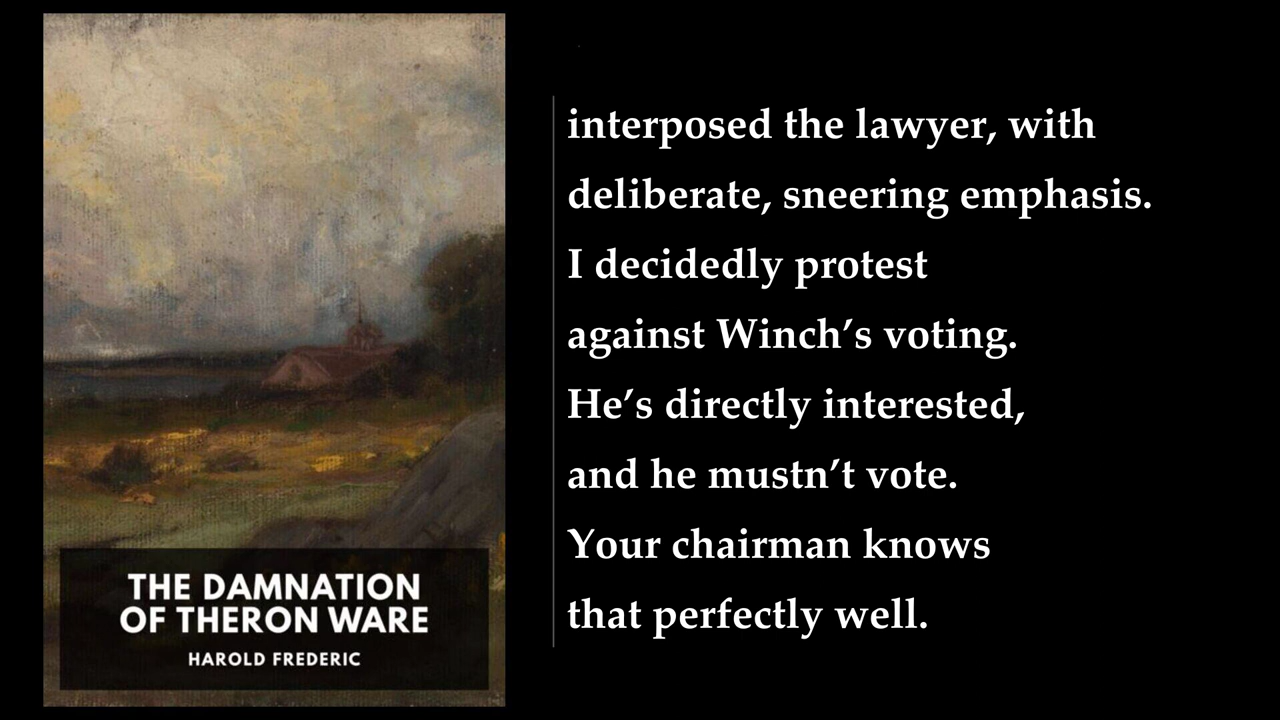 THE DAMNATION
OF THERON WARE
HAROLD FREDERIC
interposed the lawyer, with
deliberate, sneering emphasis.
I decidedly protest
against Winch’s voting.
He’s directly interested,
and he mustn’t vote.
Your chairman knows
that perfectly well.